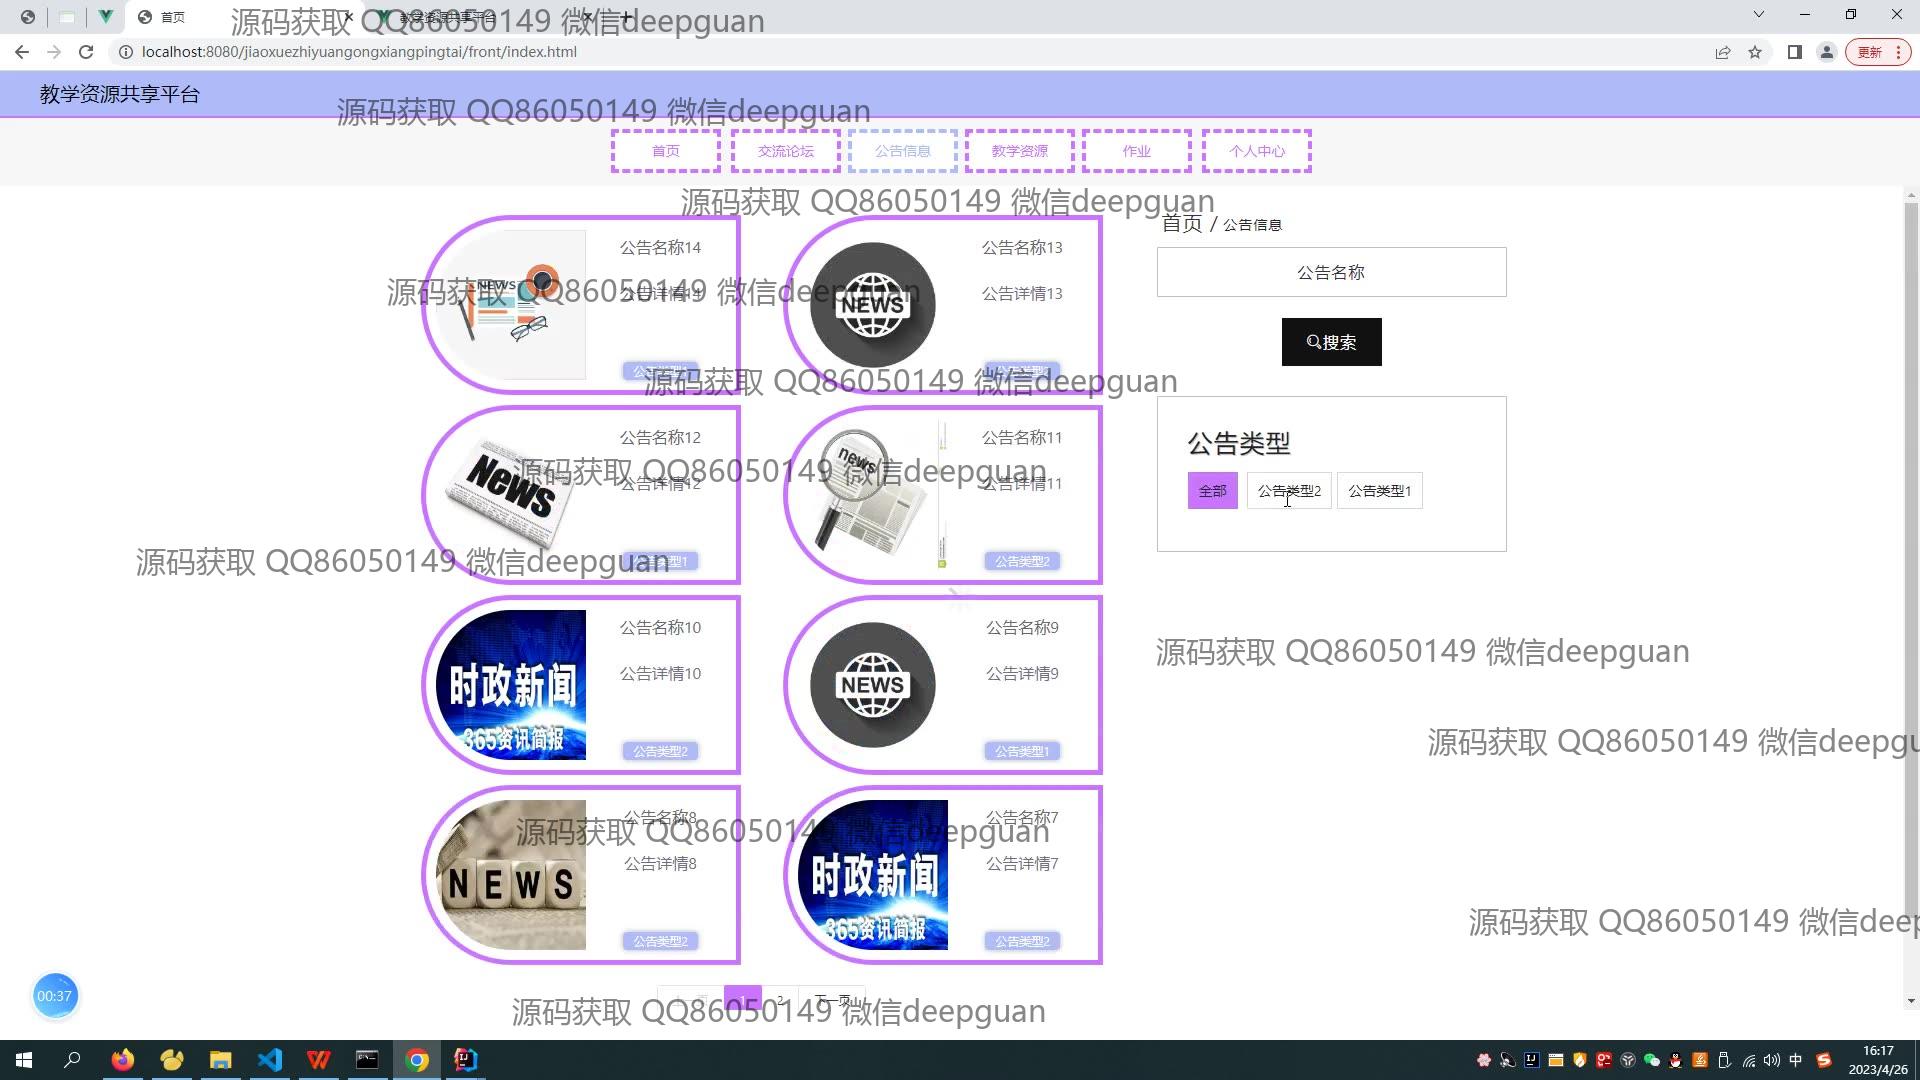 首页
教学资源共享平台
源码获取 QQ86050149 微信deepguan
localhost:8080/jiaoxuezhiyuangongxiangpingtai/front/index.html
更新
教学资源共享平台
源码获取 QQ86050149 微信deepguan
首页
交流论坛
公告信息
教学资源
作业
个人中心
源码获取 QQ86050149 微信deepguan
首页 / 公告信息
公告名称
搜索
公告类型
全部
公告类型2
公告类型1
NEWS
公告名称14
公告详情14
NEWS
公告名称13
公告详情13
源码获取 QQ86050149 微信deepguan
源码获取 QQ86050149 微信deepguan
News
公告名称12
公告详情12
公告类型1
news
公告名称11
公告详情11
公告类型2
源码获取 QQ86050149 微信deepguan
源码获取 QQ86050149 微信deepguan
时政新闻
365资讯简报
公告名称10
公告详情10
公告类型2
NEWS
公告名称9
公告详情9
公告类型1
源码获取 QQ86050149 微信deepguan
源码获取 QQ86050149 微信deepgu
NEWS
公告名称8
公告详情8
公告类型2
时政新闻
365资讯简报
公告名称7
公告详情7
公告类型2
源码获取 QQ86050149 微信deepguan
源码获取 QQ86050149 微信deep
上一页
1
2
下一页
源码获取 QQ86050149 微信deepguan
00:37
中
16:17
2023/4/26